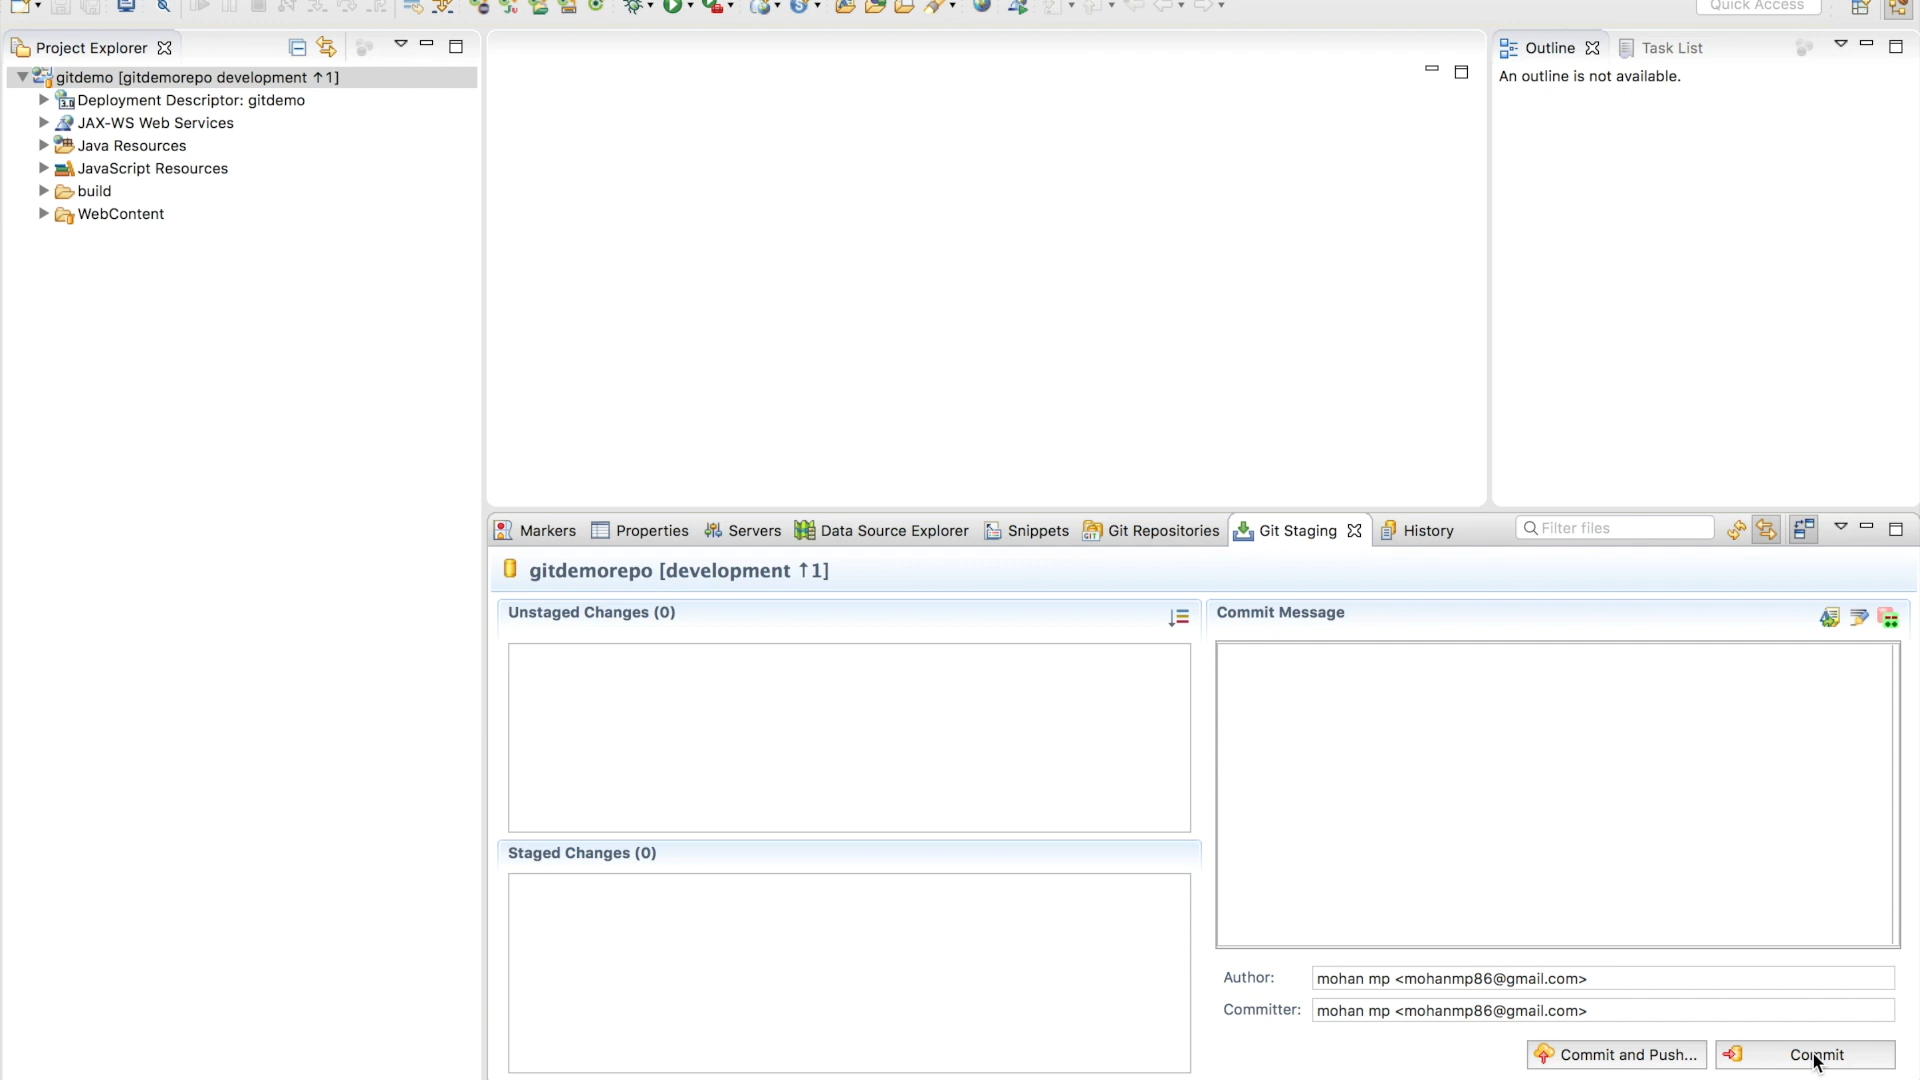 Quick Access
Project Explorer
gitdemo [gitdemorepo development ↑1]
Deployment Descriptor: gitdemo
JAX-WS Web Services
Java Resources
JavaScript Resources
build
WebContent
Outline
Task List
An outline is not available.
Markers
Properties
Servers
Data Source Explorer
Snippets
Git Repositories
Git Staging
History
Filter files
gitdemorepo [development ↑1]
Unstaged Changes (0)
Commit Message
Staged Changes (0)
Author:
mohan mp <mohanmp86@gmail.com>
Committer:
mohan mp <mohanmp86@gmail.com>
Commit and Push...
Commit